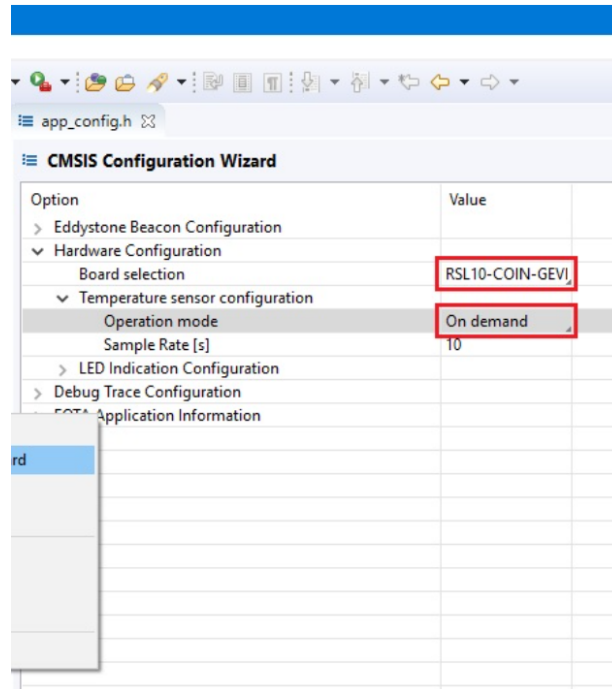 app_config.h
CMSIS Configuration Wizard
Option Value
Eddystone Beacon Configuration
Hardware Configuration
Board selection RSL10-COIN-GEVI
Temperature sensor configuration
Operation mode On demand
Sample Rate [s] 10
LED Indication Configuration
Debug Trace Configuration
FOTA Application Information
rd